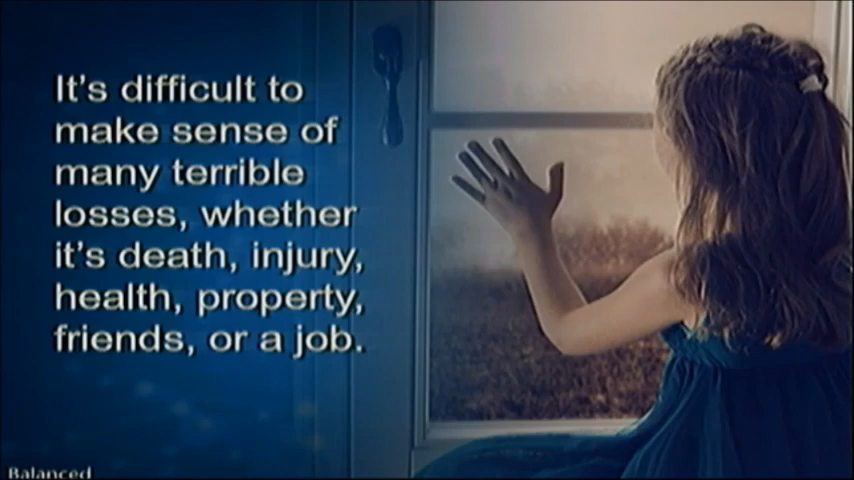 It's difficult to
make sense of
many terrible
losses, whether
it's death, injury,
health, property,
friends, or a job.
Balanced